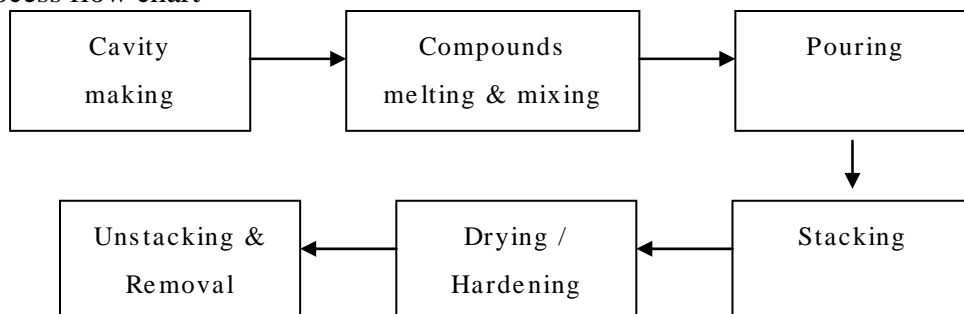 Cavity
making
Compounds
melting & mixing
Pouring
Stacking
Drying /
Hardening
Unstacking &
Removal